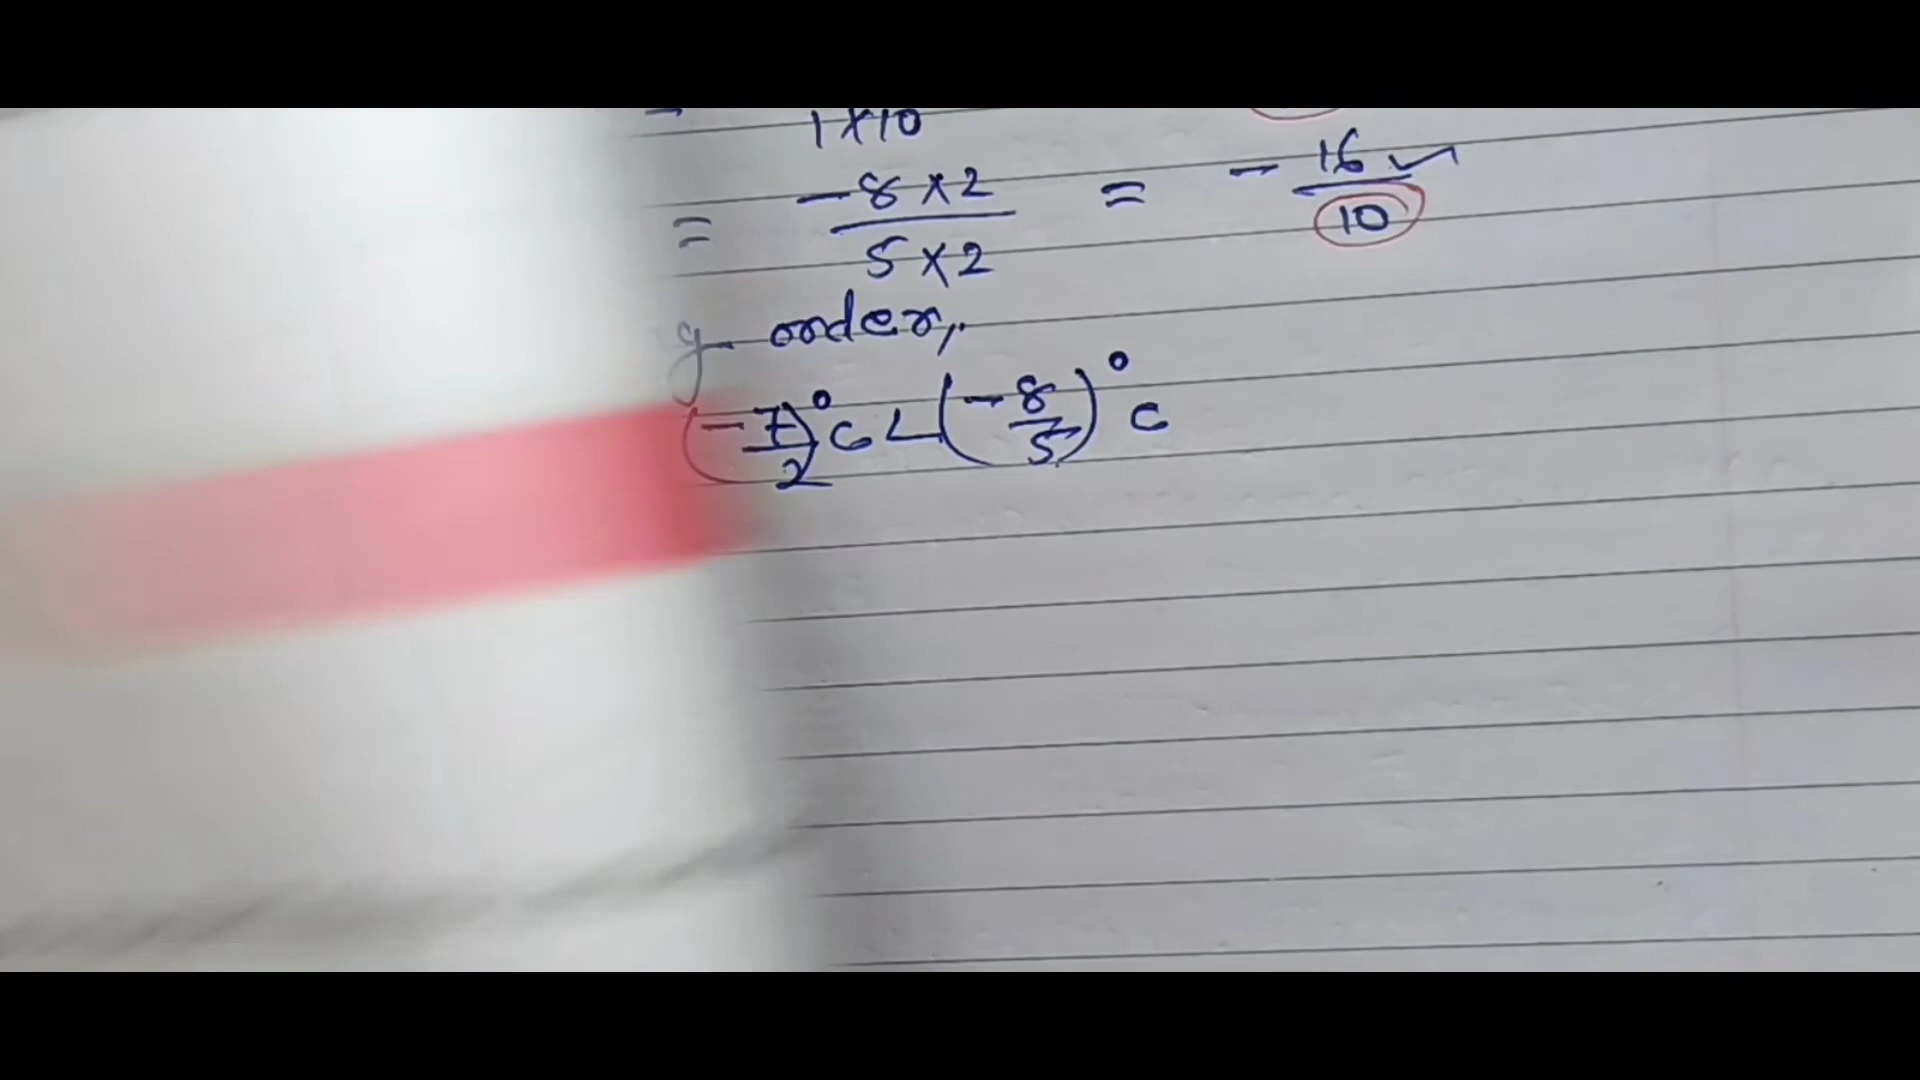 1×10
= -8×2 / 5×2 = -16/10 ✓
order,
(-7/2)°C < (-8/5)°C